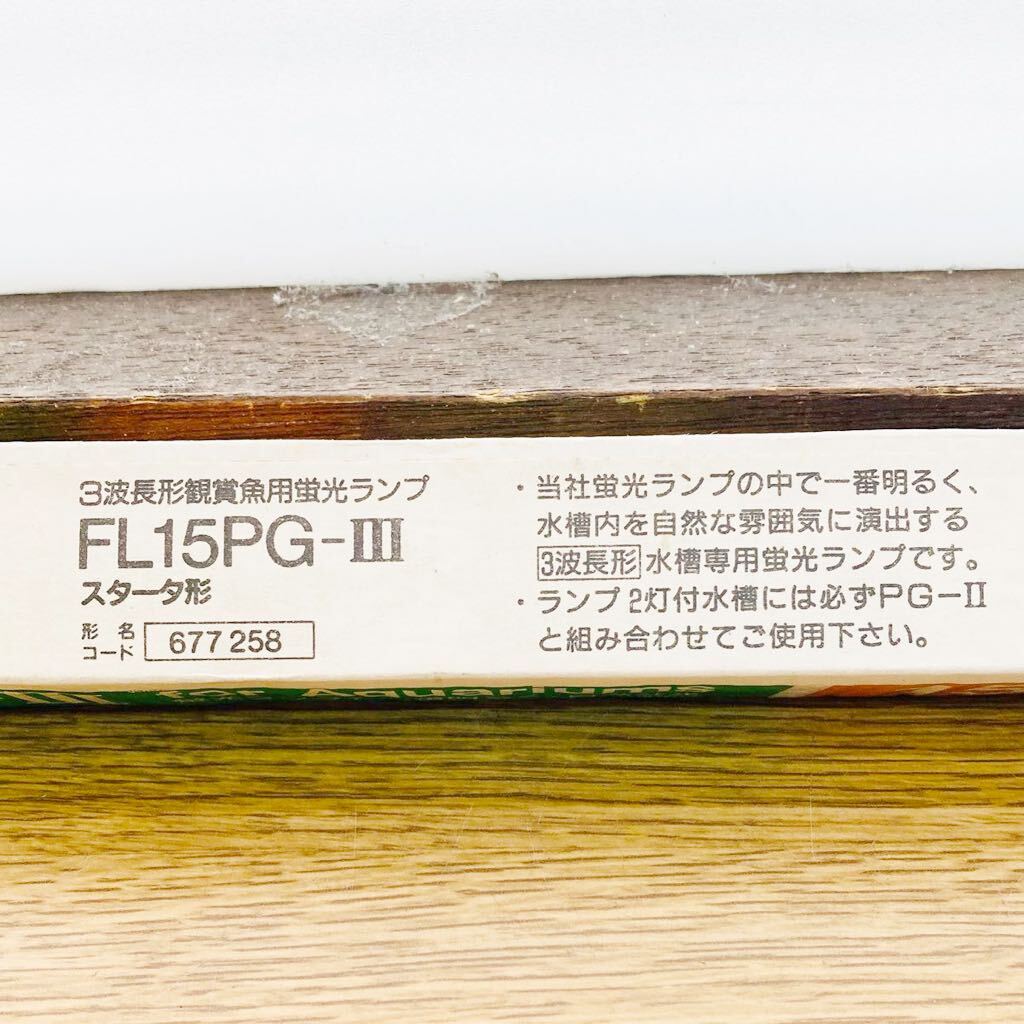 3波長形観賞魚用蛍光ランプ
FL15PG-III
スタータ形
形名
コード 677 258
・当社蛍光ランプの中で一番明るく、
水槽内を自然な雰囲気に演出する
3波長形 水槽専用蛍光ランプです。
・ランプ2灯付水槽には必ずPG-II
と組み合わせてご使用下さい。
for Aquariums